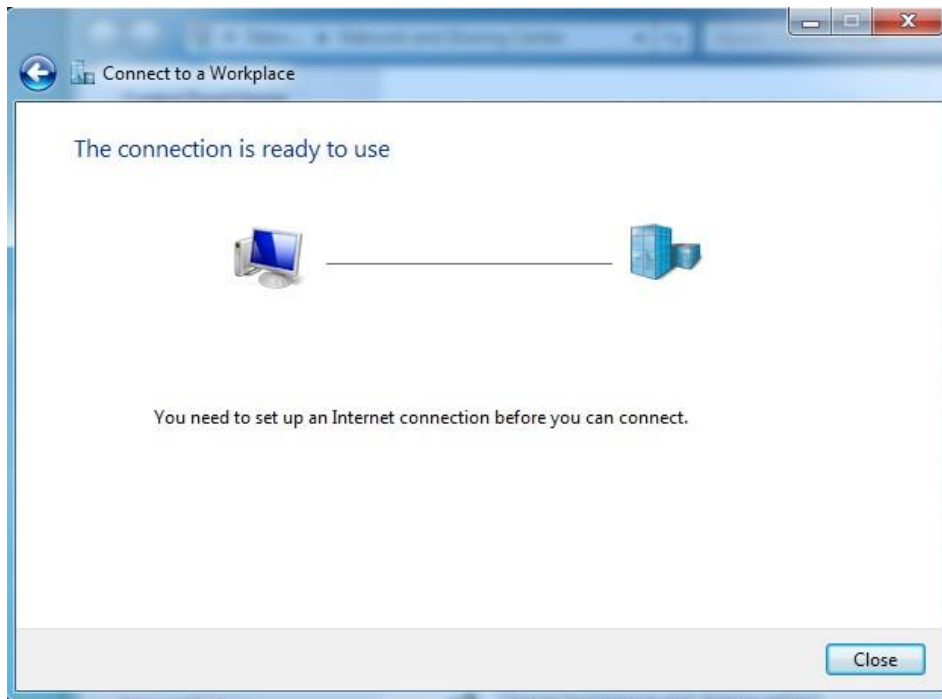 Connect to a Workplace
The connection is ready to use
You need to set up an Internet connection before you can connect.
Close